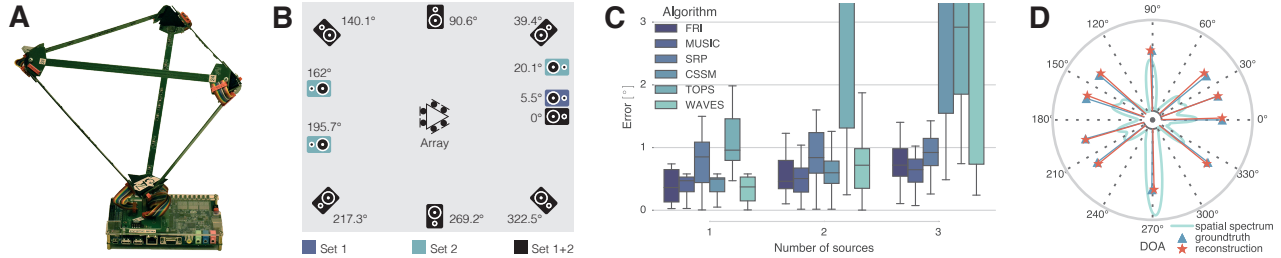 A
B
140.1°
90.6°
39.4°
162°
20.1°
5.5°
0°
195.7°
Array
217.3°
269.2°
322.5°
Set 1
Set 2
Set 1+2
C
Algorithm
FRI
MUSIC
SRP
CSSM
TOPS
WAVES
Error [°]
3
2
1
0
1
2
3
Number of sources
D
90°
120°
60°
150°
30°
180°
0°
210°
330°
240°
300°
270°
DOA
spatial spectrum
groundtruth
reconstruction